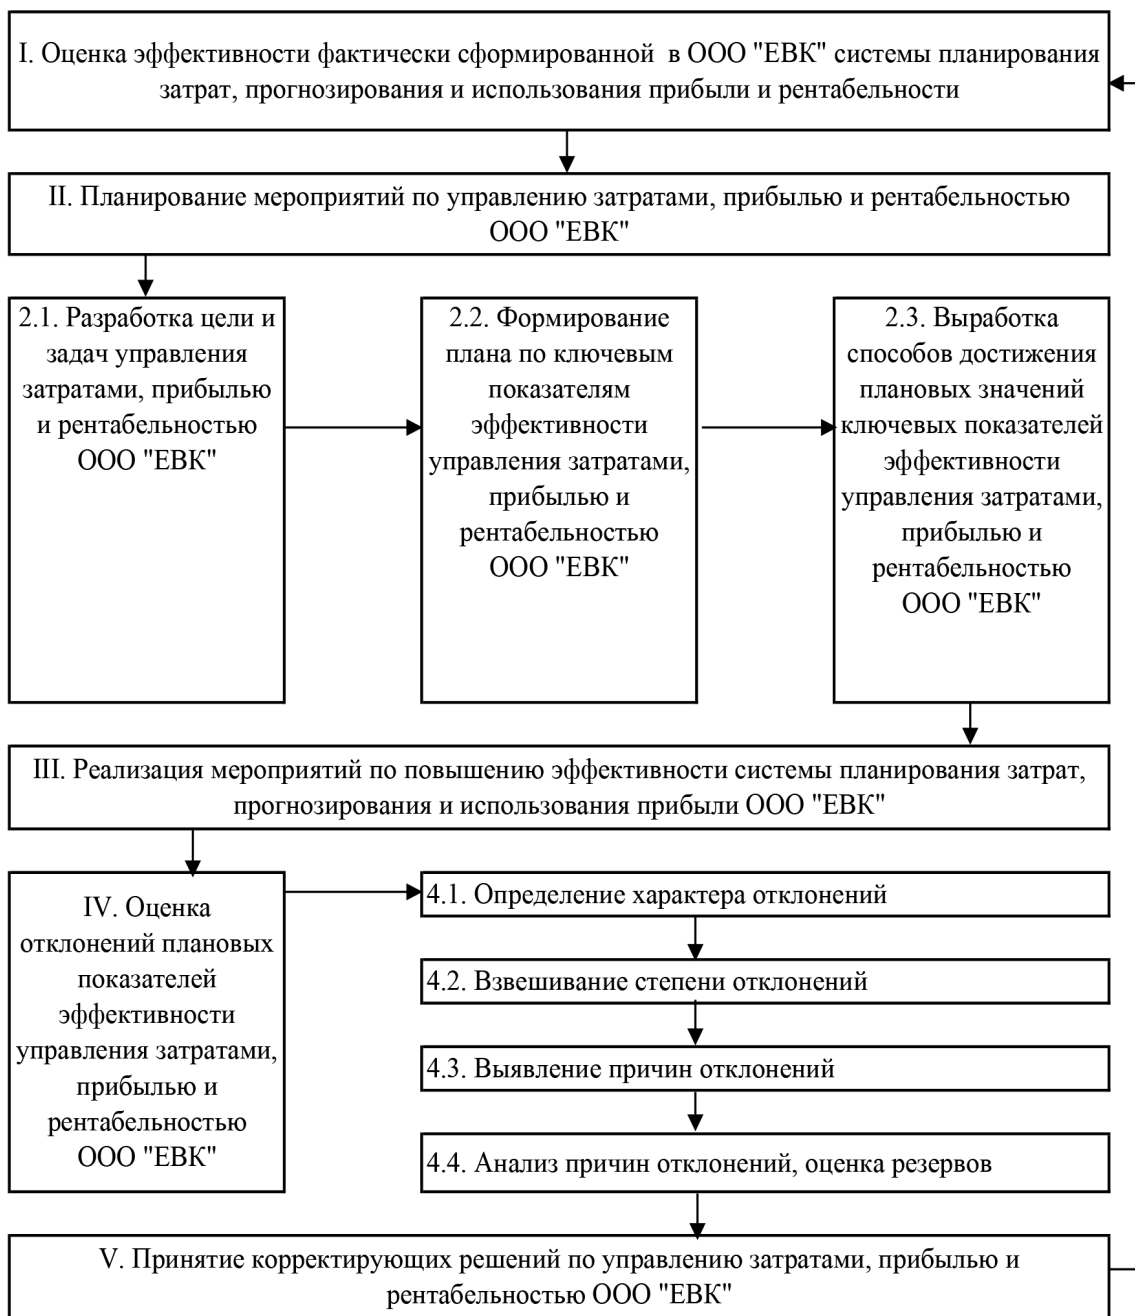 I. Оценка эффективности фактически сформированной в ООО "ЕВК" системы планирования
затрат, прогнозирования и использования прибыли и рентабельности
II. Планирование мероприятий по управлению затратами, прибылью и рентабельностью
ООО "ЕВК"
2.1. Разработка цели и
задач управления
затратами, прибылью
и рентабельностью
ООО "ЕВК"
2.2. Формирование
плана по ключевым
показателям
эффективности
управления затратами,
прибылью и
рентабельностью
ООО "ЕВК"
2.3. Выработка
способов достижения
плановых значений
ключевых показателей
эффективности
управления затратами,
прибылью и
рентабельностью
ООО "ЕВК"
III. Реализация мероприятий по повышению эффективности системы планирования затрат,
прогнозирования и использования прибыли ООО "ЕВК"
IV. Оценка
отклонений плановых
показателей
эффективности
управления затратами,
прибылью и
рентабельностью
ООО "ЕВК"
4.1. Определение характера отклонений
4.2. Взвешивание степени отклонений
4.3. Выявление причин отклонений
4.4. Анализ причин отклонений, оценка резервов
V. Принятие корректирующих решений по управлению затратами, прибылью и
рентабельностью ООО "ЕВК"